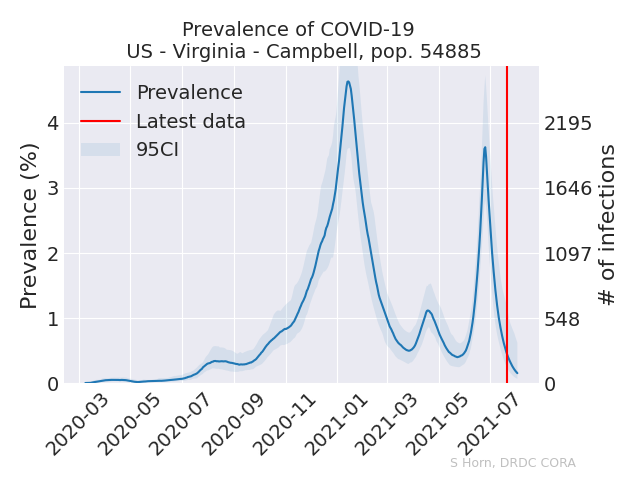 Prevalence of COVID-19
US - Virginia - Campbell, pop. 54885
Prevalence
Latest data
95CI
Prevalence (%)
4
3
2
1
0
2195
1646
1097
548
0
# of infections
2020-03
2020-05
2020-07
2020-09
2020-11
2021-01
2021-03
2021-05
2021-07
S Horn, DRDC CORA